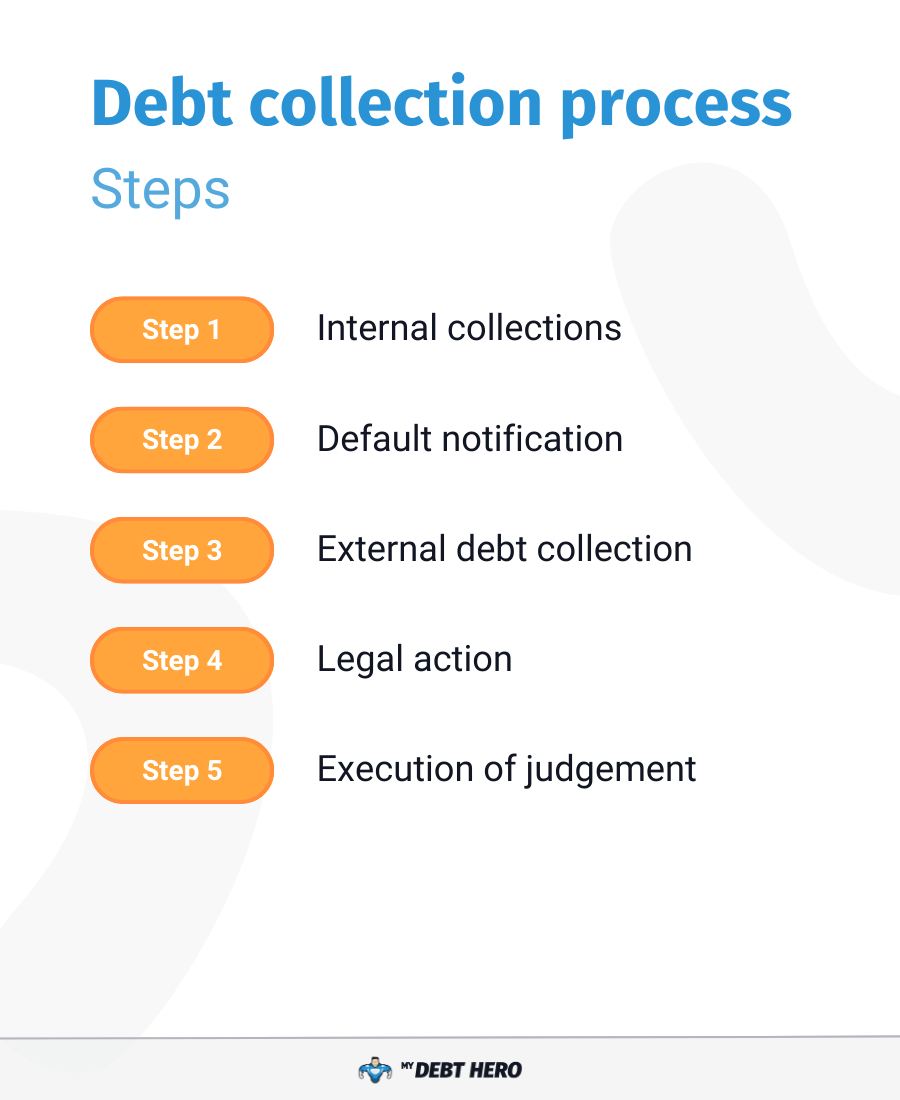 Debt collection process
Steps
Step 1 Internal collections
Step 2 Default notification
Step 3 External debt collection
Step 4 Legal action
Step 5 Execution of judgement
MY DEBT HERO